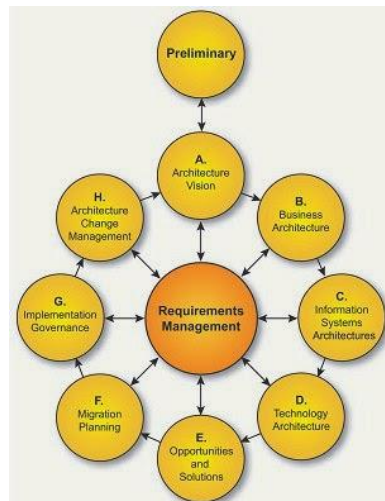 Preliminary
A.
Architecture
Vision
B.
Business
Architecture
C.
Information
Systems
Architectures
D.
Technology
Architecture
E.
Opportunities
and
Solutions
F.
Migration
Planning
G.
Implementation
Governance
H.
Architecture
Change
Management
Requirements
Management